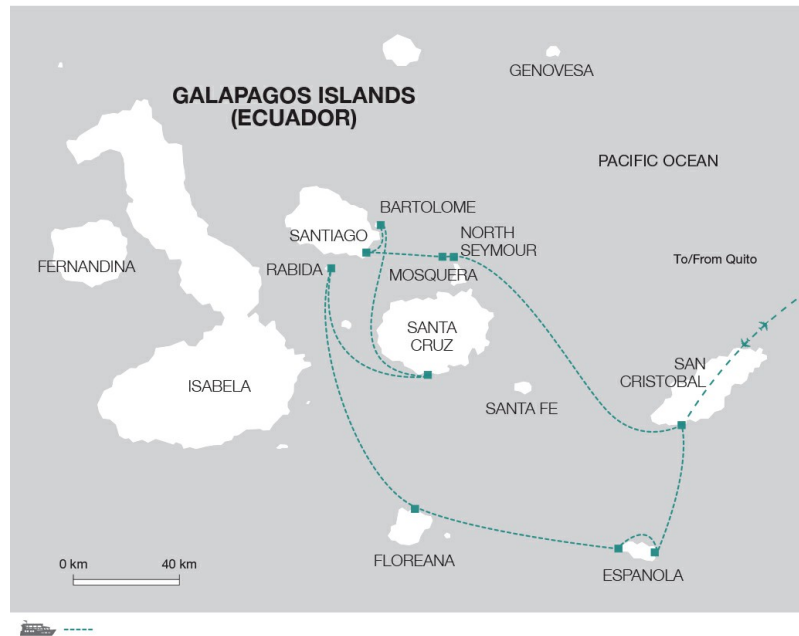 GENOVESA
GALAPAGOS ISLANDS
(ECUADOR)
PACIFIC OCEAN
BARTOLOME
SANTIAGO
NORTH
SEYMOUR
FERNANDINA
RABIDA
MOSQUERA
To/From Quito
SANTA
CRUZ
SAN
CRISTOBAL
ISABELA
SANTA FE
FLOREANA
ESPANOLA
0 km
40 km